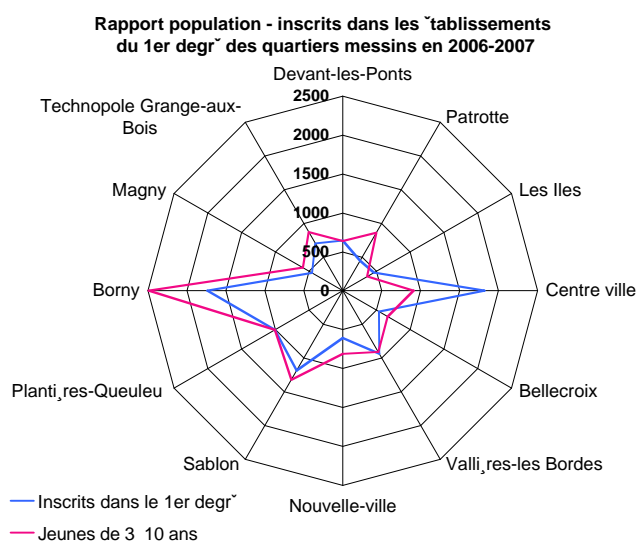 Rapport population - inscrits dans les ˇtablissements
du 1er degrˇ des quartiers messins en 2006-2007
Devant-les-Ponts
Patrotte
Les Iles
Centre ville
Bellecroix
Valli¸res-les Bordes
Nouvelle-ville
Sablon
Planti¸res-Queuleu
Borny
Magny
Technopole Grange-aux-
Bois
2500
2000
1500
1000
500
0
Inscrits dans le 1er degrˇ
Jeunes de 3  10 ans